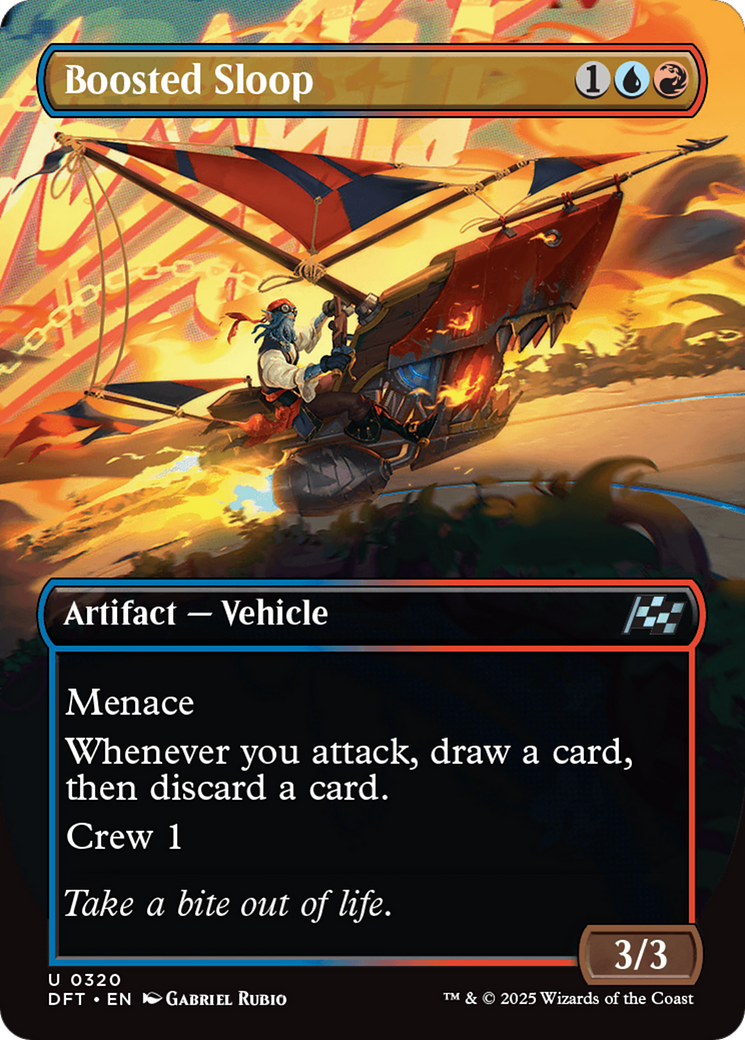 Boosted Sloop 1
Artifact — Vehicle
Menace
Whenever you attack, draw a card,
then discard a card.
Crew 1
Take a bite out of life.
3/3
U 0320
DFT • EN Gabriel Rubio
™ & © 2025 Wizards of the Coast